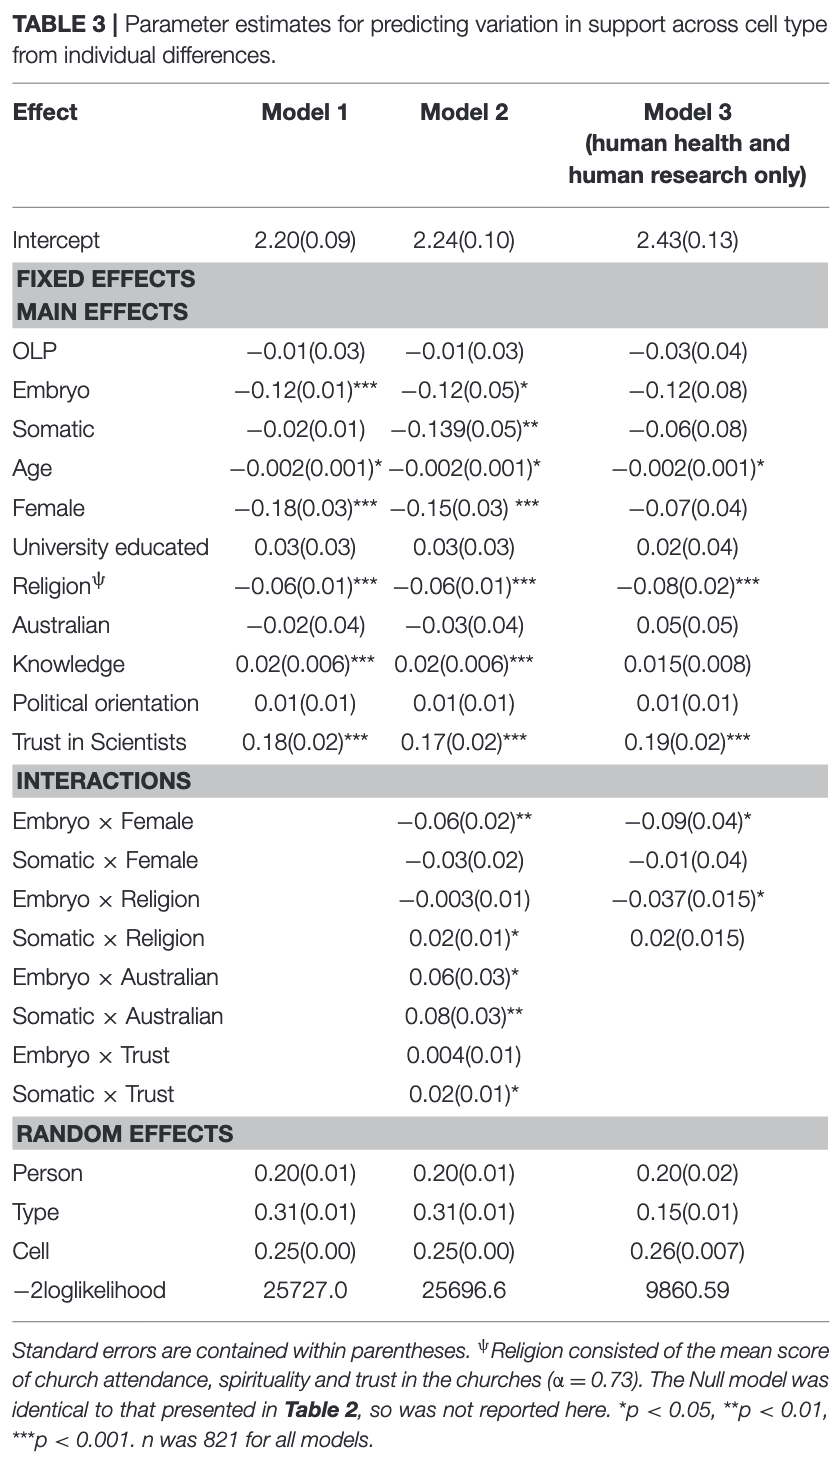 TABLE 3 | Parameter estimates for predicting variation in support across cell type
from individual differences.
Effect Model 1 Model 2 Model 3
(human health and
human research only)
Intercept 2.20(0.09) 2.24(0.10) 2.43(0.13)
FIXED EFFECTS
MAIN EFFECTS
OLP −0.01(0.03) −0.01(0.03) −0.03(0.04)
Embryo −0.12(0.01)*** −0.12(0.05)* −0.12(0.08)
Somatic −0.02(0.01) −0.139(0.05)** −0.06(0.08)
Age −0.002(0.001)* −0.002(0.001)* −0.002(0.001)*
Female −0.18(0.03)*** −0.15(0.03) *** −0.07(0.04)
University educated 0.03(0.03) 0.03(0.03) 0.02(0.04)
Religionψ −0.06(0.01)*** −0.06(0.01)*** −0.08(0.02)***
Australian −0.02(0.04) −0.03(0.04) 0.05(0.05)
Knowledge 0.02(0.006)*** 0.02(0.006)*** 0.015(0.008)
Political orientation 0.01(0.01) 0.01(0.01) 0.01(0.01)
Trust in Scientists 0.18(0.02)*** 0.17(0.02)*** 0.19(0.02)***
INTERACTIONS
Embryo × Female −0.06(0.02)** −0.09(0.04)*
Somatic × Female −0.03(0.02) −0.01(0.04)
Embryo × Religion −0.003(0.01) −0.037(0.015)*
Somatic × Religion 0.02(0.01)* 0.02(0.015)
Embryo × Australian 0.06(0.03)*
Somatic × Australian 0.08(0.03)**
Embryo × Trust 0.004(0.01)
Somatic × Trust 0.02(0.01)*
RANDOM EFFECTS
Person 0.20(0.01) 0.20(0.01) 0.20(0.02)
Type 0.31(0.01) 0.31(0.01) 0.15(0.01)
Cell 0.25(0.00) 0.25(0.00) 0.26(0.007)
−2loglikelihood 25727.0 25696.6 9860.59
Standard errors are contained within parentheses. ψReligion consisted of the mean score
of church attendance, spirituality and trust in the churches (α = 0.73). The Null model was
identical to that presented in Table 2, so was not reported here. *p < 0.05, **p < 0.01,
***p < 0.001. n was 821 for all models.